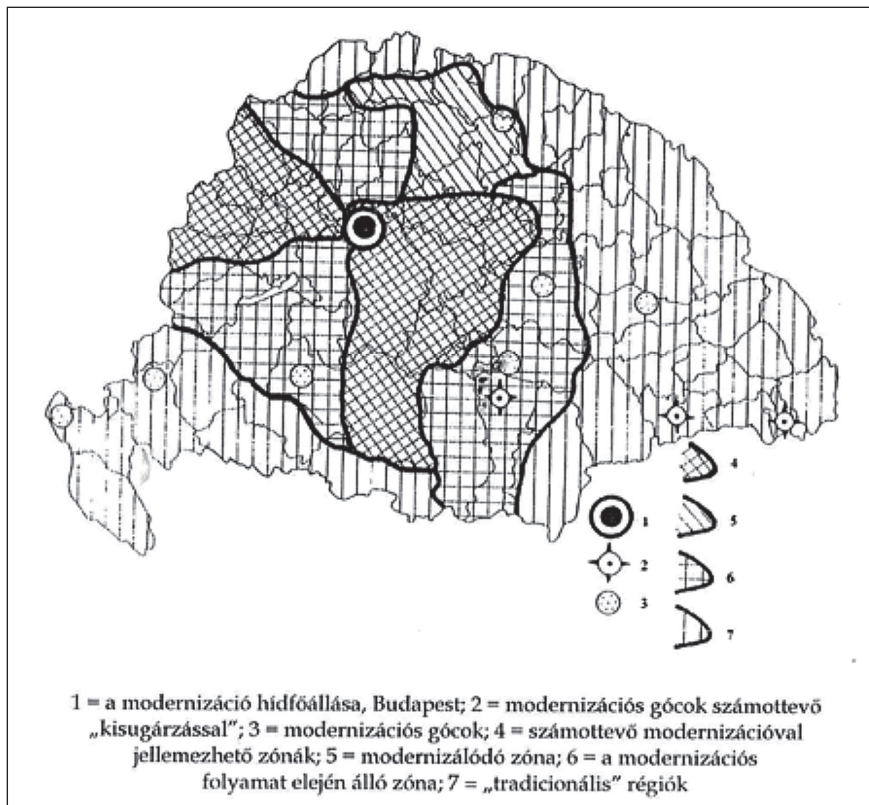 1
2
3
4
5
6
7
1 = a modernizáció hídfőállása, Budapest; 2 = modernizációs gócok számottevő
„kisugárzással"; 3 = modernizációs gócok; 4 = számottevő modernizációval
jellemezhető zónák; 5 = modernizálódó zóna; 6 = a modernizációs
folyamat elején álló zóna; 7 = „tradicionális" régiók